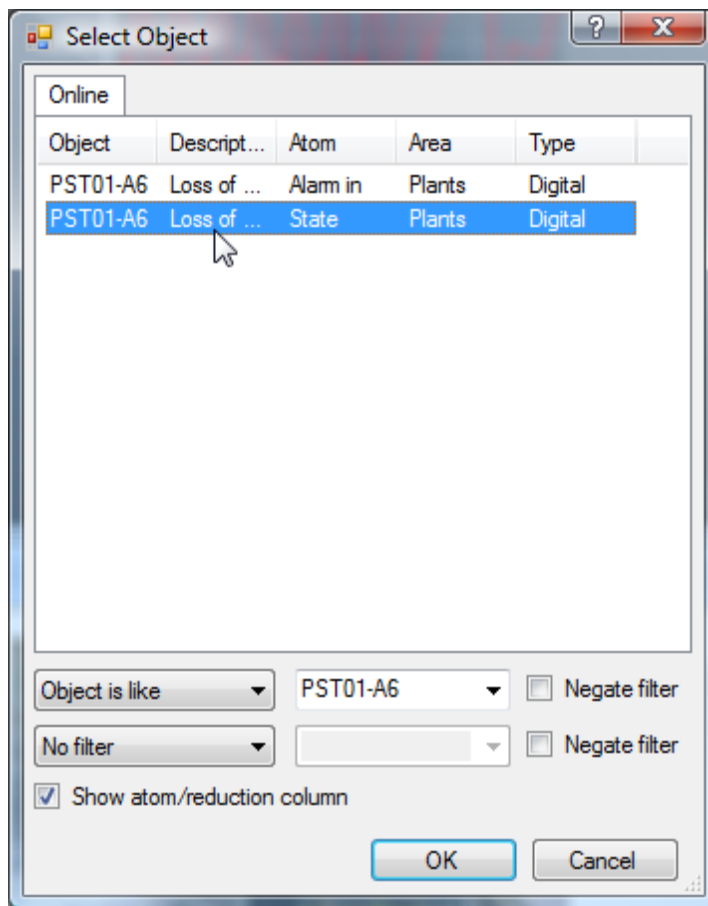 Select Object
?
Online
Object Descript... Atom Area Type
PST01-A6 Loss of ... Alarm in Plants Digital
PST01-A6 Loss of ... State Plants Digital
Object is like PST01-A6 Negate filter
No filter Negate filter
Show atom/reduction column
OK Cancel